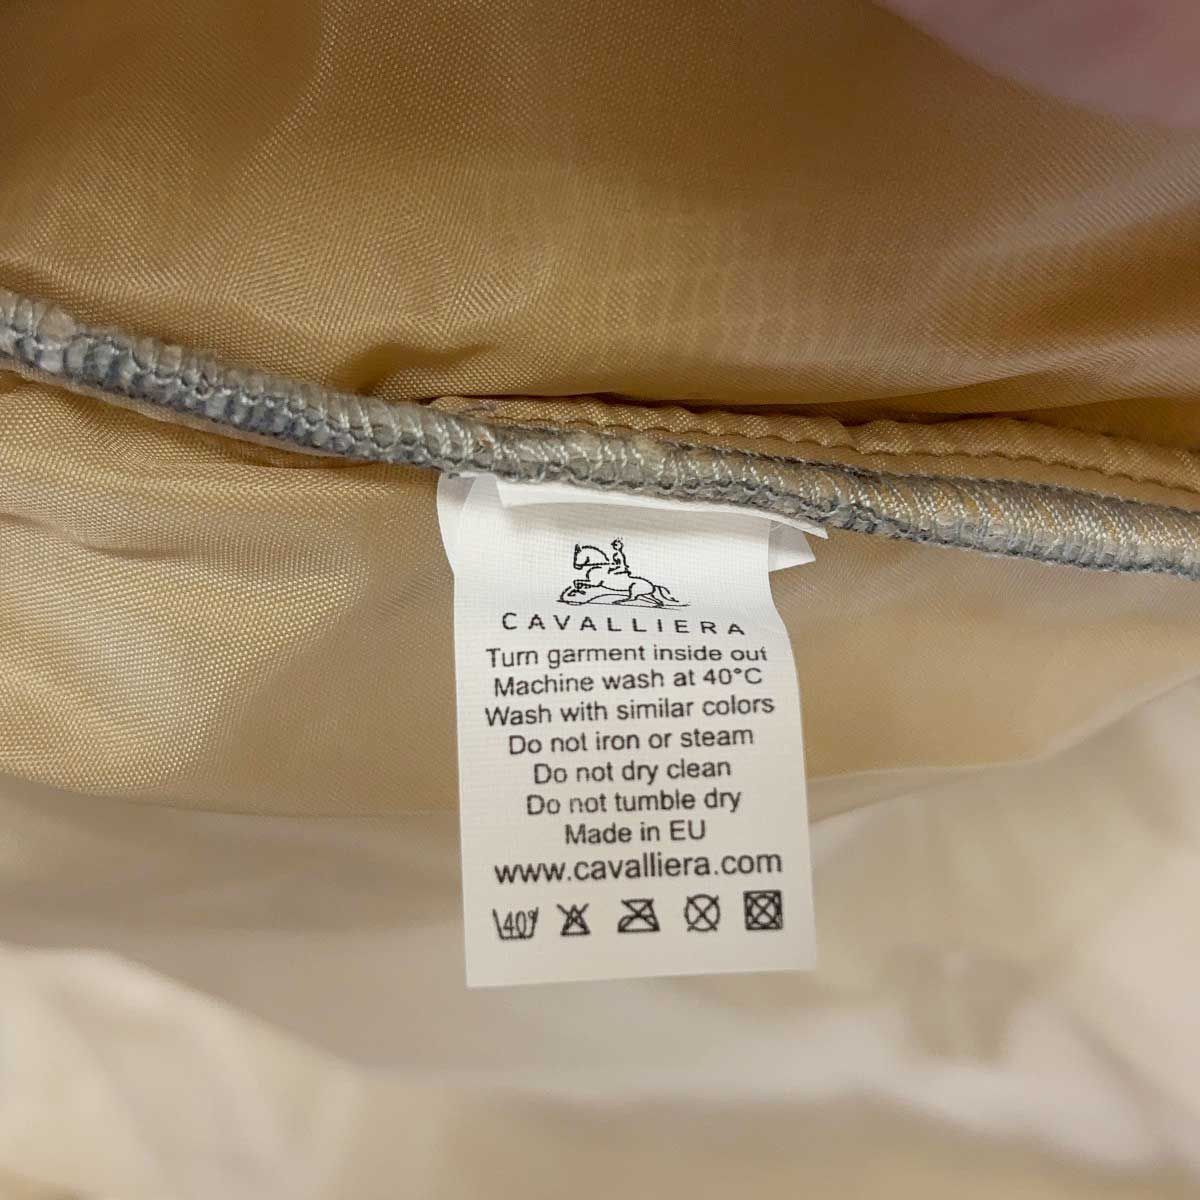 CAVALLIERA
Turn garment inside out
Machine wash at 40°C
Wash with similar colors
Do not iron or steam
Do not dry clean
Do not tumble dry
Made in EU
www.cavalliera.com
40